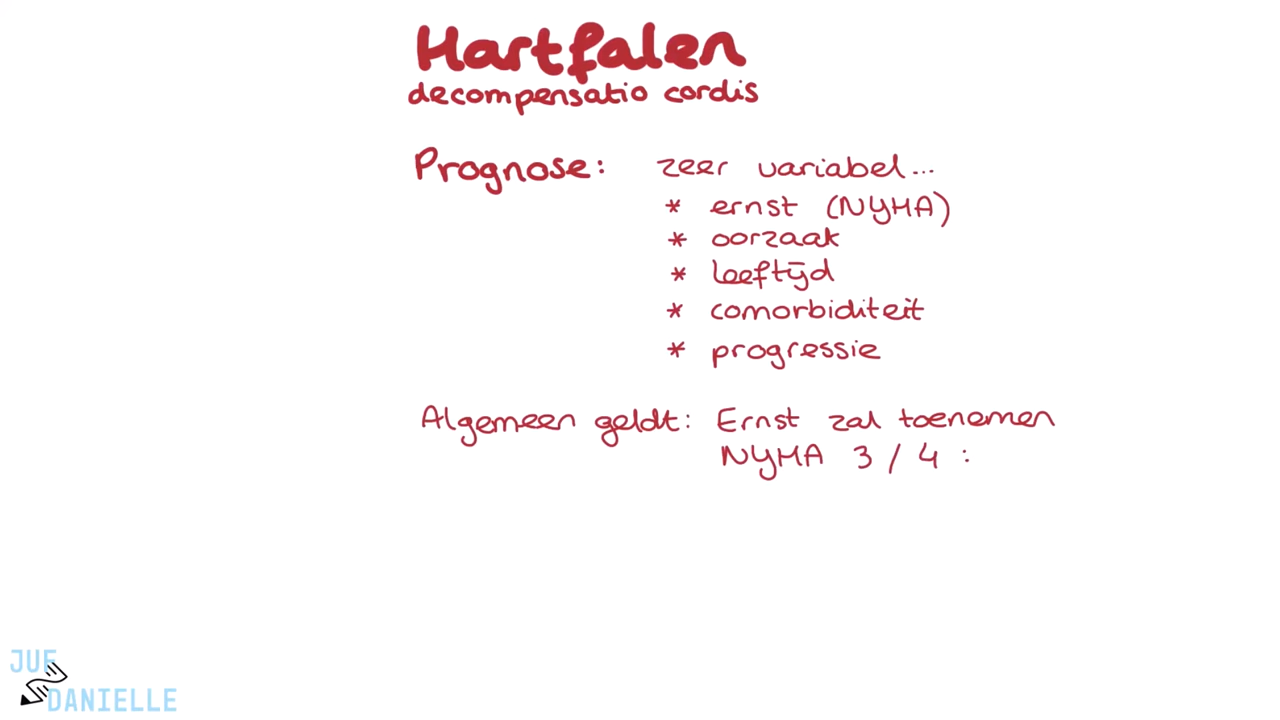 Hartfalen
decompensatio cordis
Prognose: zeer variabel...
* ernst (NYHA)
* oorzaak
* leeftijd
* comorbiditeit
* progressie
Algemeen geldt: Ernst zal toenemen
NYHA 3 / 4 :
JUF
DANIELLE